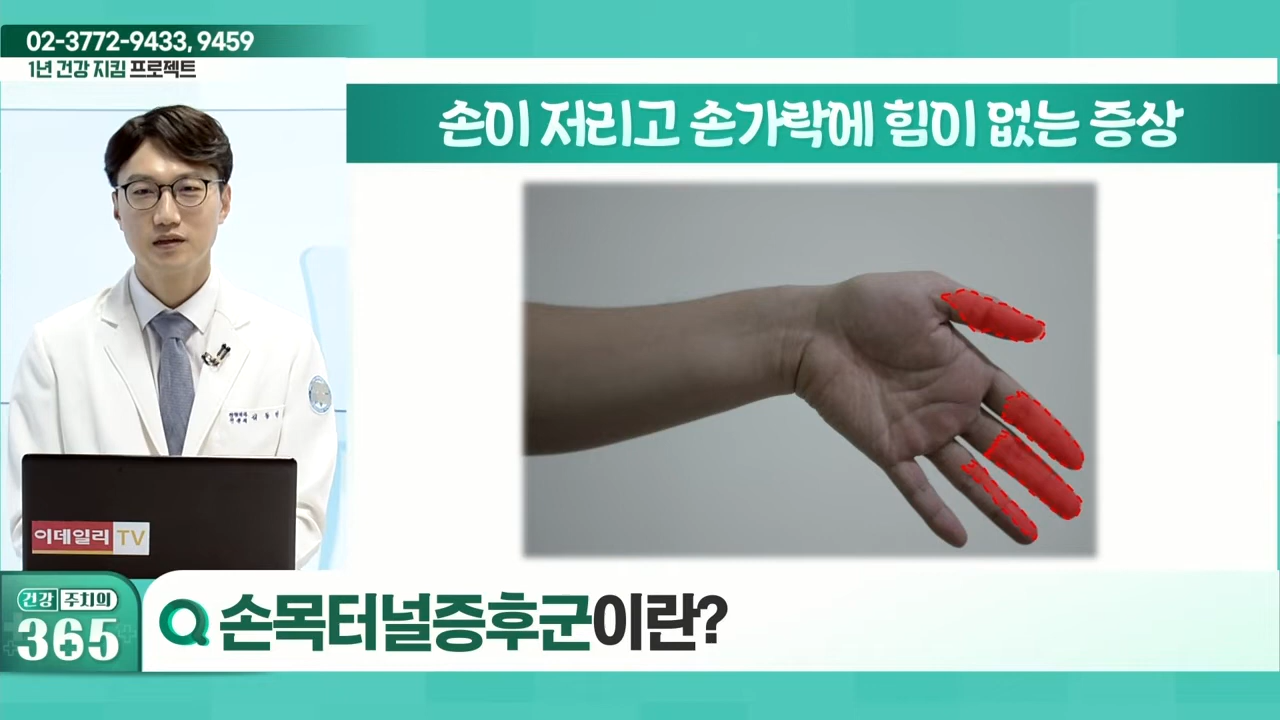 02-3772-9433, 9459
1년 건강 지킴 프로젝트
손이 저리고 손가락에 힘이 없는 증상
이데일리TV
건강 주치의
365
Q 손목터널증후군이란?